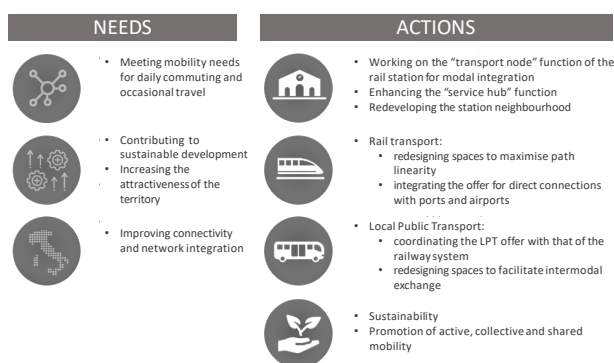 NEEDS
• Meeting mobility needs
for daily commuting and
occasional travel
• Contributing to
sustainable development
• Increasing the
attractiveness of the
territory
• Improving connectivity
and network integration
ACTIONS
• Working on the “transport node” function of the
rail station for modal integration
• Enhancing the “service hub” function
• Redeveloping the station neighbourhood
• Rail transport:
• redesigning spaces to maximise path
linearity
• integrating the offer for direct connections
with ports and airports
• Local Public Transport:
• coordinating the LPT offer with that of the
railway system
• redesigning spaces to facilitate intermodal
exchange
• Sustainability
• Promotion of active, collective and shared
mobility